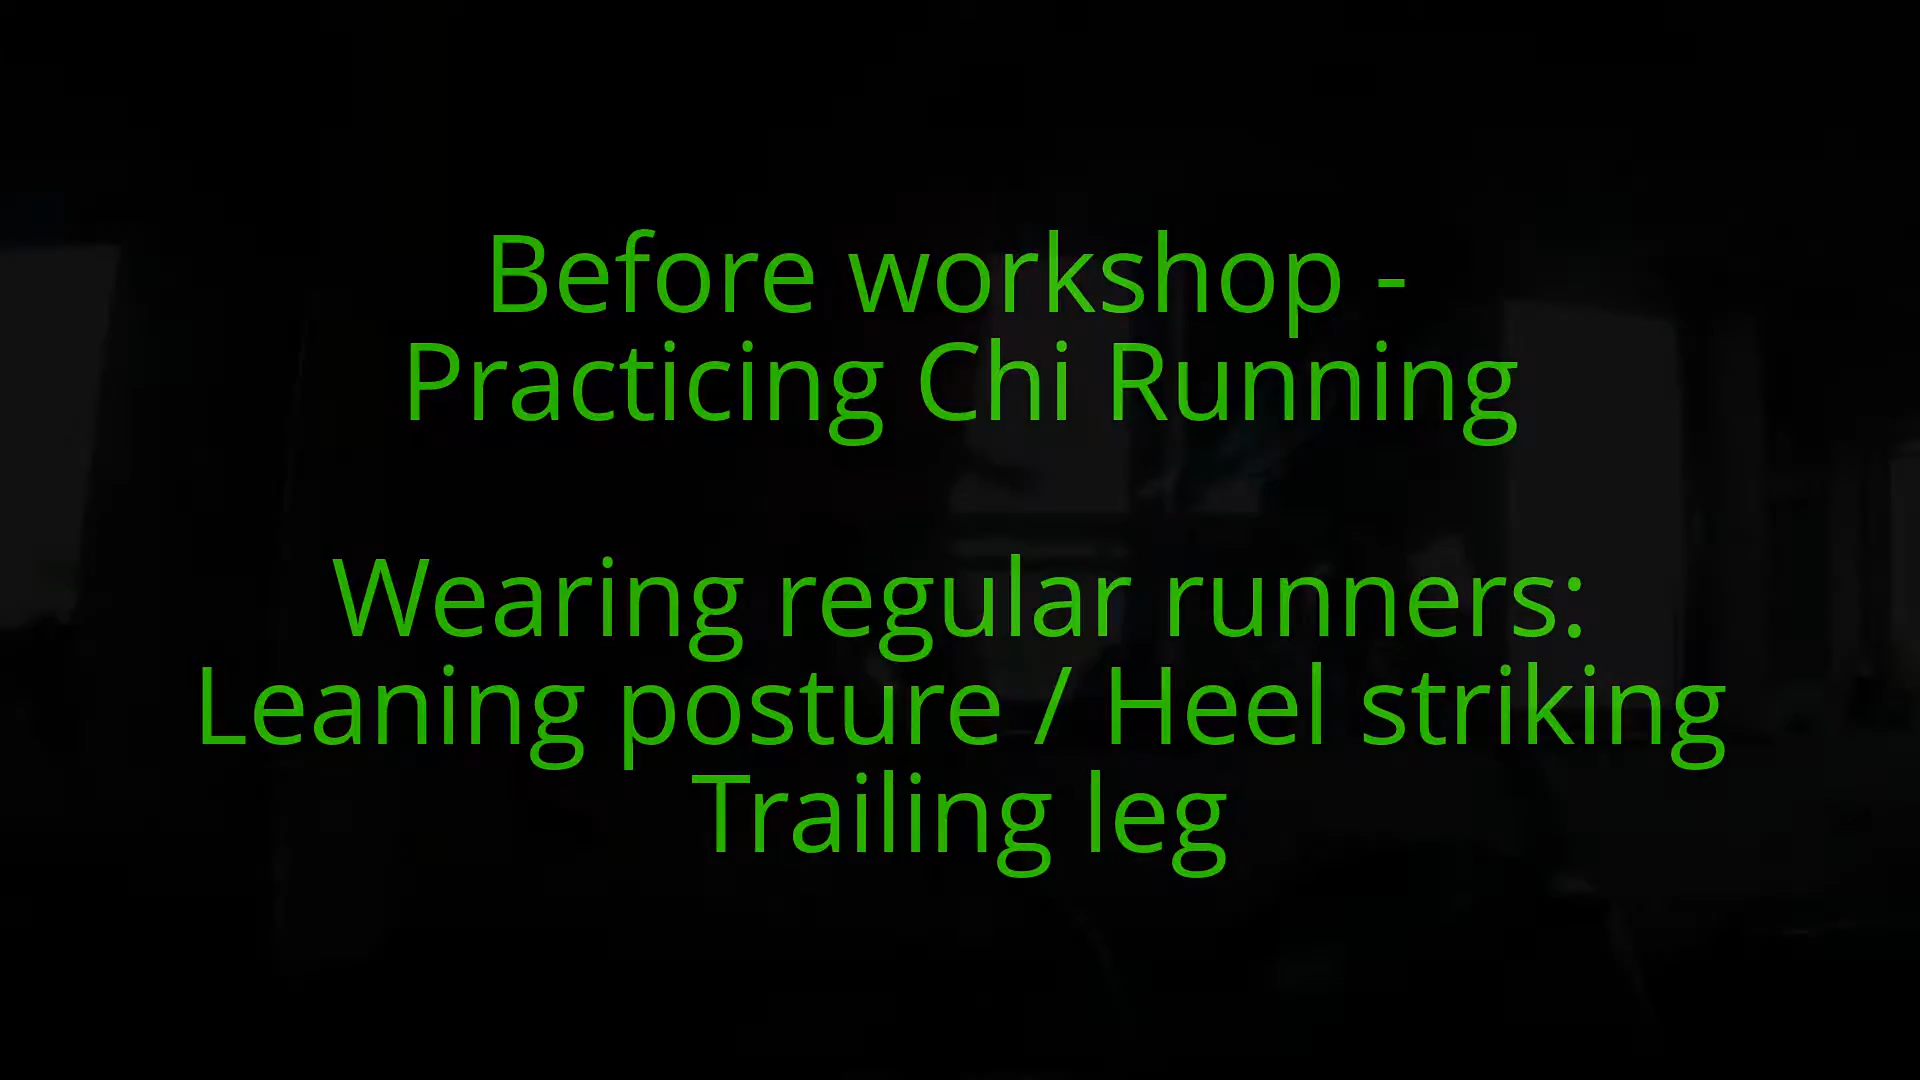 Before workshop -
Practicing Chi Running
Wearing regular runners:
Leaning posture / Heel striking
Trailing leg